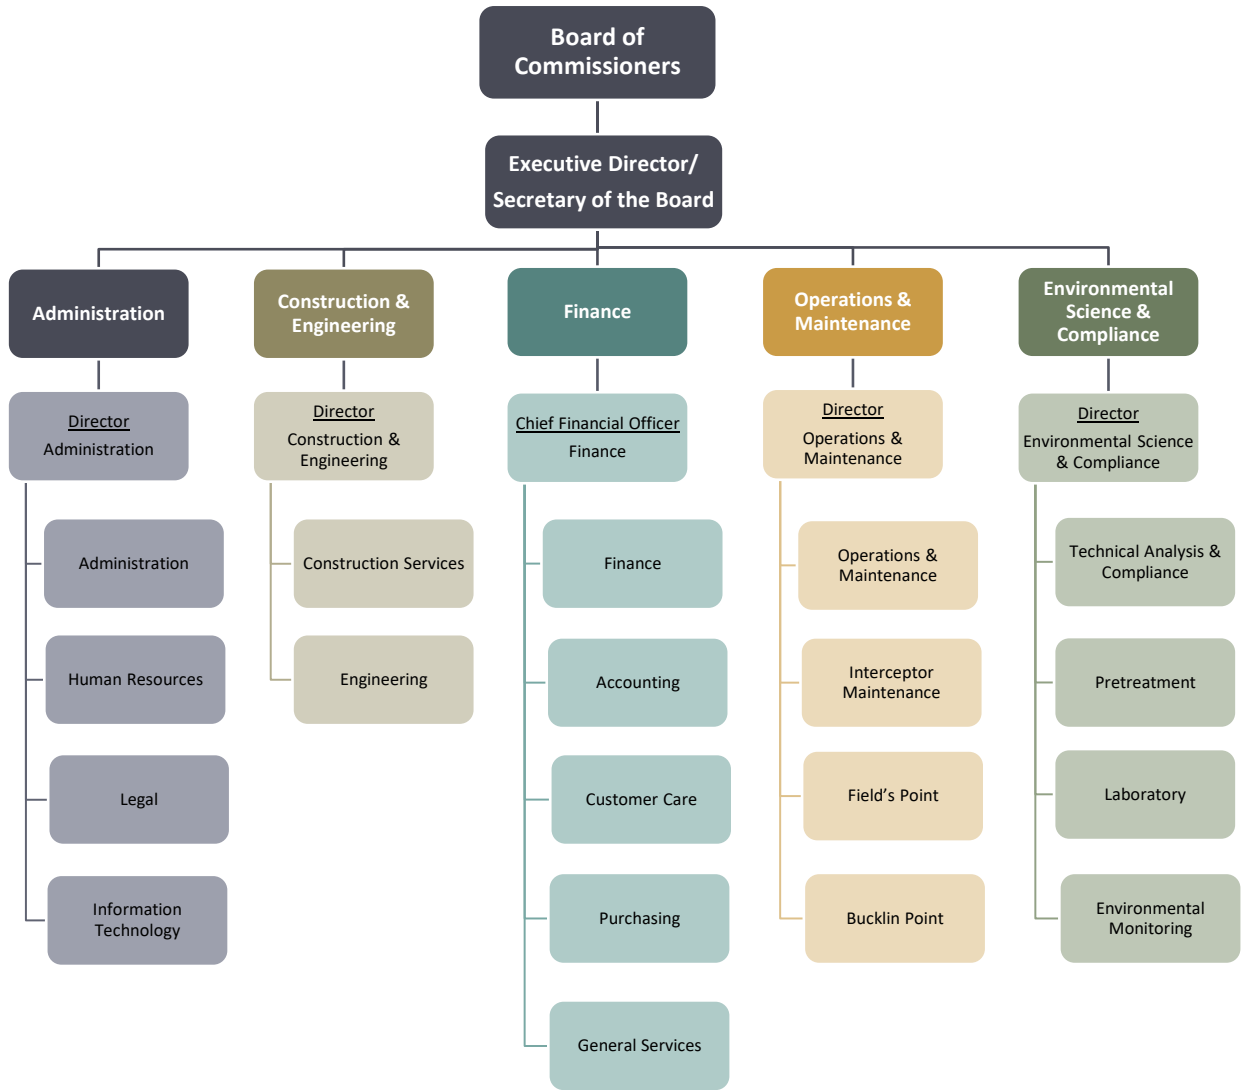 Board of
Commissioners
Executive Director/
Secretary of the Board
Administration
Construction &
Engineering
Finance
Operations &
Maintenance
Environmental
Science &
Compliance
Director
Administration
Director
Construction &
Engineering
Chief Financial Officer
Finance
Director
Operations &
Maintenance
Director
Environmental Science
& Compliance
Administration
Human Resources
Legal
Information
Technology
Construction Services
Engineering
Finance
Accounting
Customer Care
Purchasing
General Services
Operations &
Maintenance
Interceptor
Maintenance
Field’s Point
Bucklin Point
Technical Analysis &
Compliance
Pretreatment
Laboratory
Environmental
Monitoring